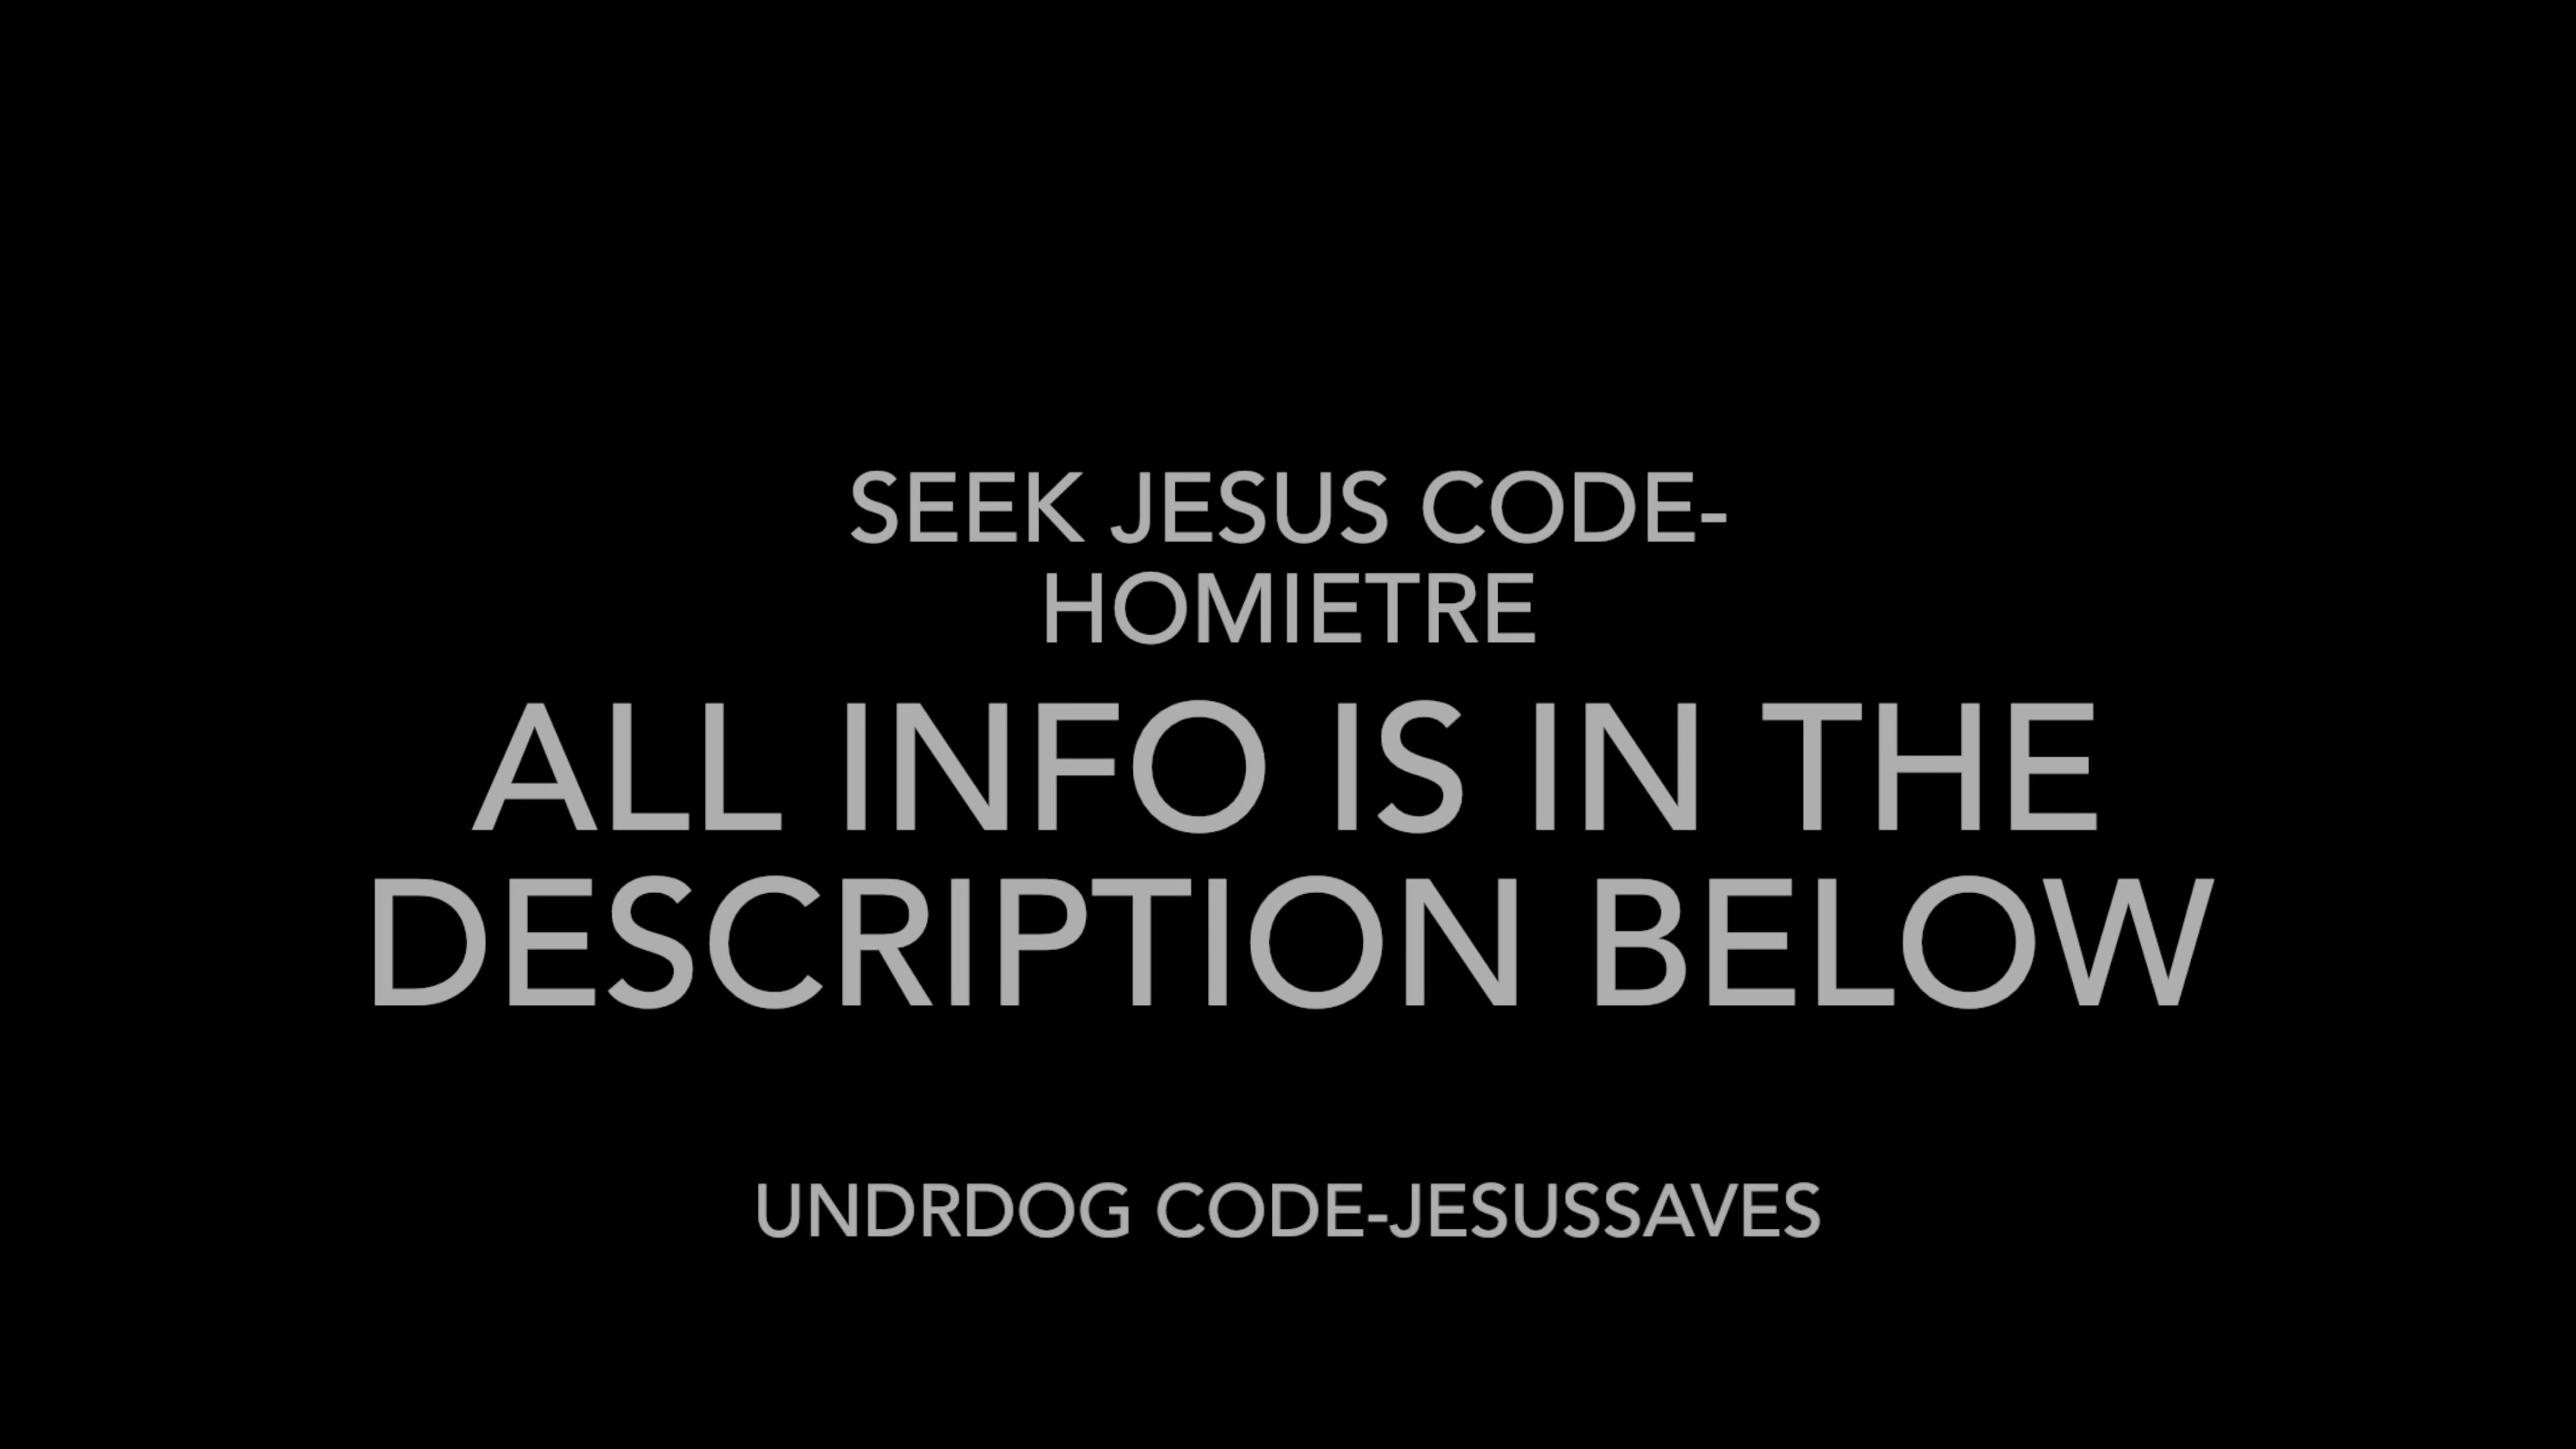 SEEK JESUS CODE-
HOMIETRE
ALL INFO IS IN THE
DESCRIPTION BELOW
UNDRDOG CODE-JESUSSAVES